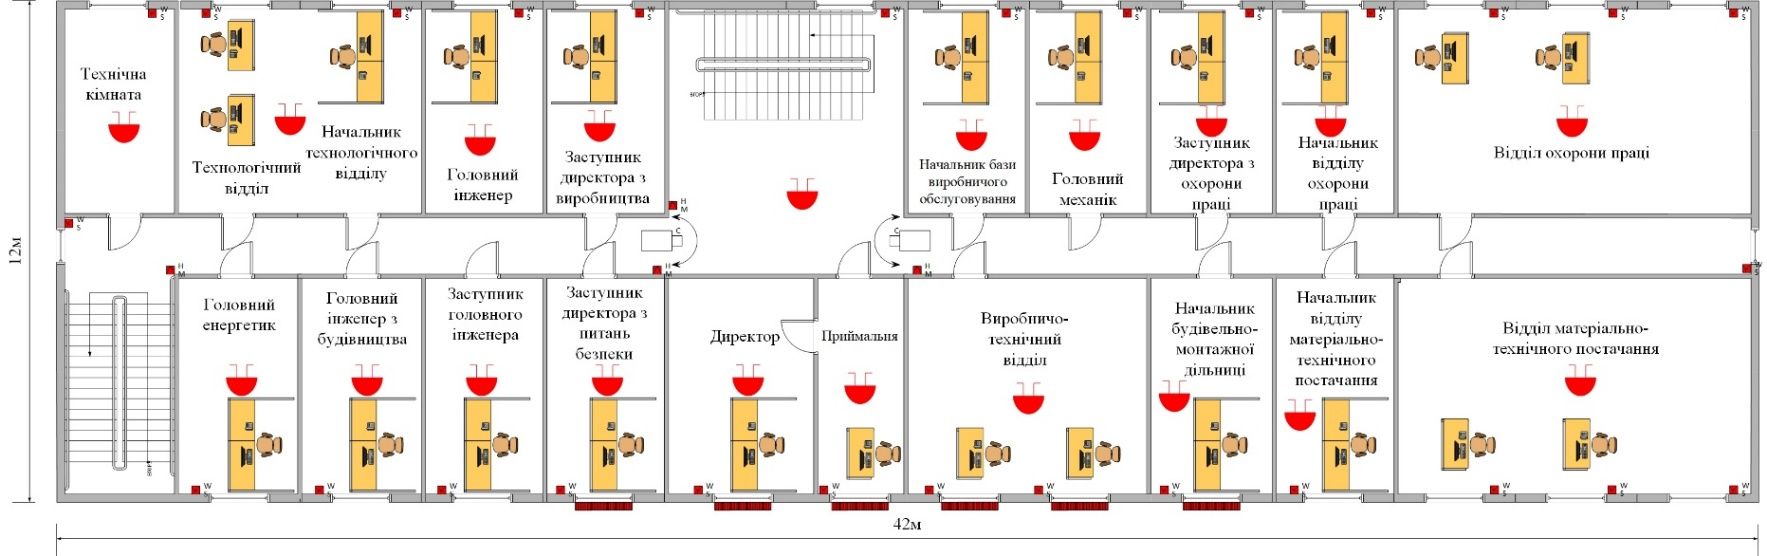 Технічна
кімната
Технологічний
відділ
Начальник
технологічного
відділу
Головний
інженер
Заступник
директора з
виробництва
ВГОРУ
Начальник бази
виробничого
обслуговування
Головний
механік
Заступник
директора з
охорони
праці
Начальник
відділу
охорони
праці
Відділ охорони праці
W
S
H
M
C
C
H
M
H
M
12м
Головний
енергетик
Головний
інженер з
будівництва
Заступник
головного
інженера
Заступник
директора з
питань
безпеки
Директор
Приймальня
Виробничо-
технічний
відділ
Начальник
будівельно-
монтажної
дільниці
Начальник
відділу
матеріально-
технічного
постачання
Відділ матеріально-
технічного постачання
42м